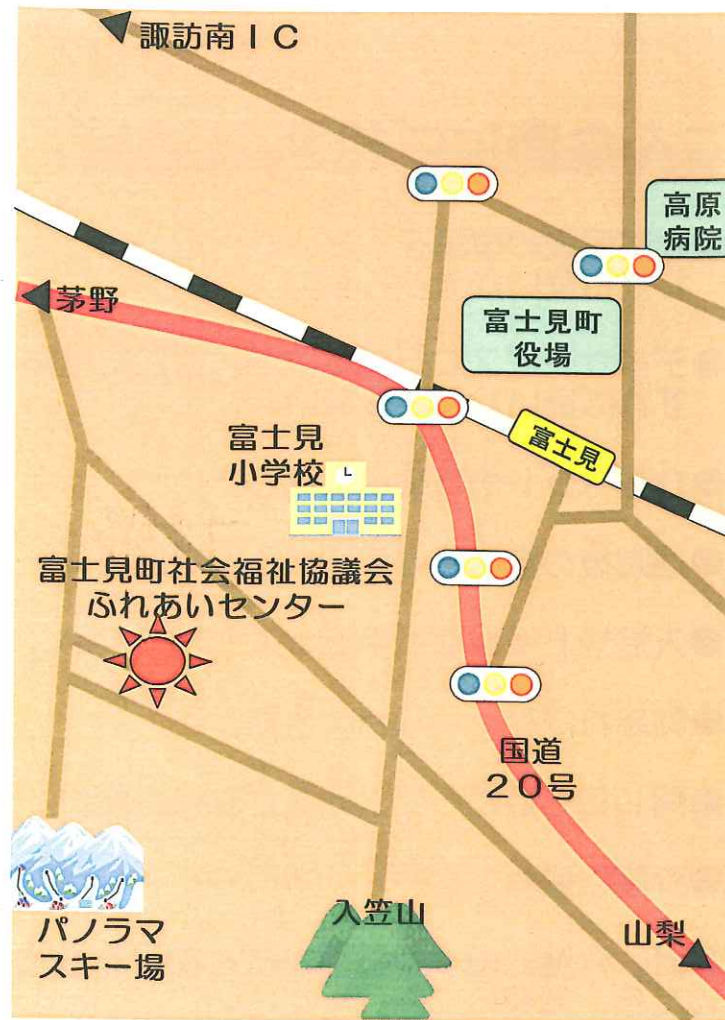 諏訪南ＩＣ
高原
病院
茅野
富士見町
役場
富士見
富士見
小学校
富士見町社会福祉協議会
ふれあいセンター
国道
２０号
入笠山
山梨
パノラマ
スキー場